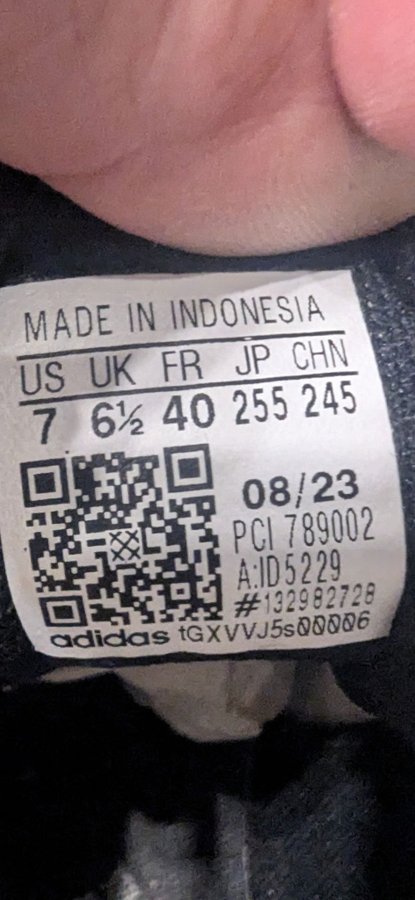 MADE IN INDONESIA
US UK FR JP CHN
7 6½ 40 255 245
08/23
PCI 789002
A:ID5229
#132982728
adidas tGXVVJ5s00006